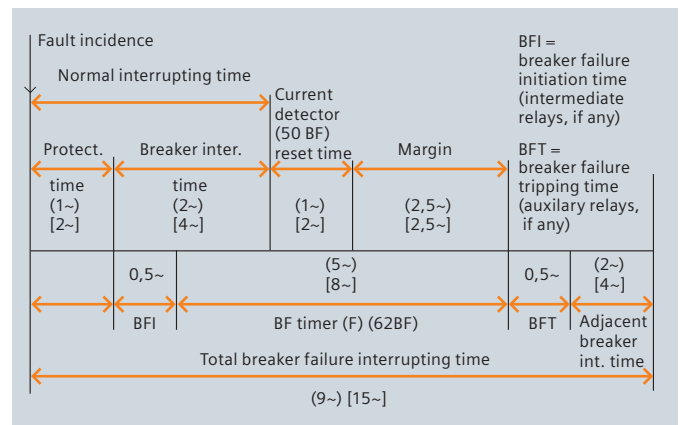 Fault incidence
Normal interrupting time
Current
detector
(50 BF)
reset time
BFI =
breaker failure
initiation time
(intermediate
relays, if any)
Protect.
Breaker inter.
Margin
BFT =
breaker failure
tripping time
(auxilary relays,
if any)
time
(1~)
[2~]
time
(2~)
[4~]
(1~)
[2~]
(2,5~)
[2,5~]
0,5~
(5~)
[8~]
0,5~
(2~)
[4~]
BFI
BF timer (F) (62BF)
BFT
Adjacent
breaker
int. time
Total breaker failure interrupting time
(9~) [15~]